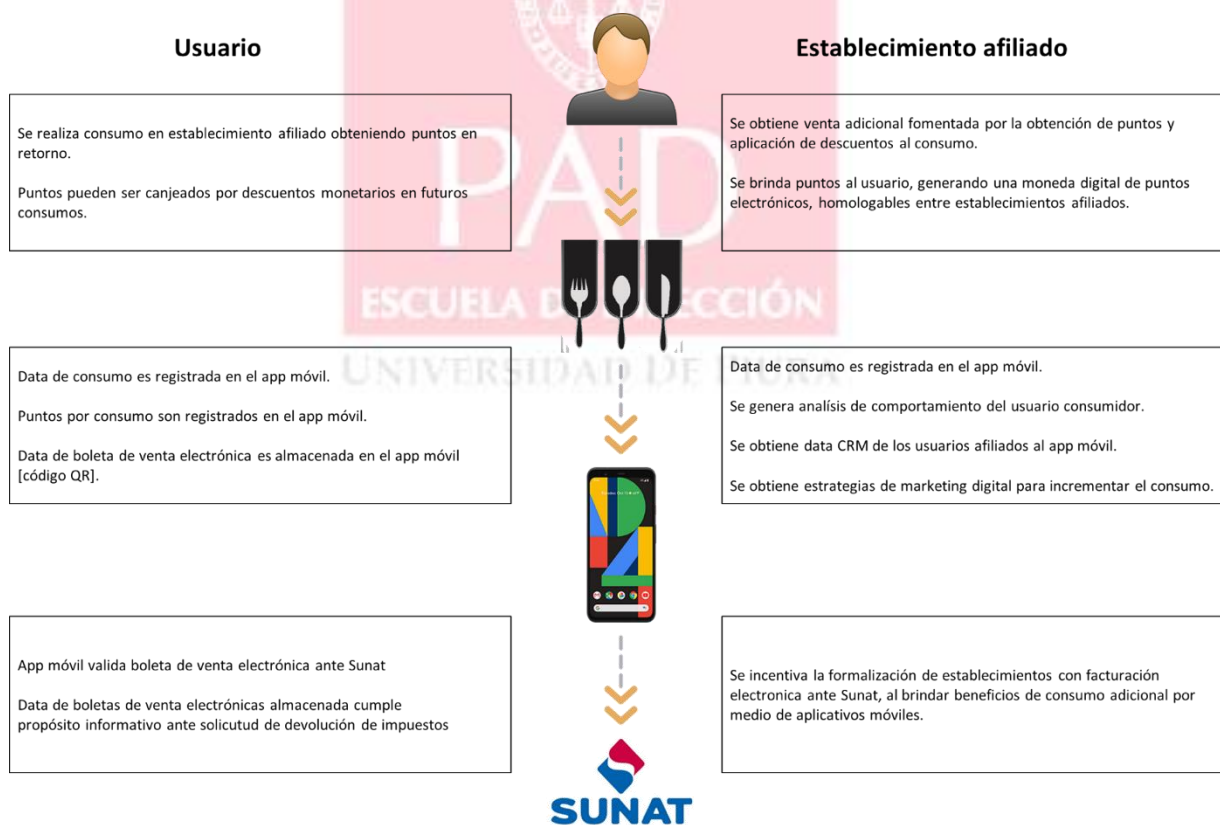 Usuario
Establecimiento afiliado
Se realiza consumo en establecimiento afiliado obteniendo puntos en
retorno.
Puntos pueden ser canjeados por descuentos monetarios en futuros
consumos.
Se obtiene venta adicional fomentada por la obtención de puntos y
aplicación de descuentos al consumo.
Se brinda puntos al usuario, generando una moneda digital de puntos
electrónicos, homologables entre establecimientos afiliados.
PAD
ESCUELA D ECCIÓN
UNIVERSIDAD DE PIURA
Data de consumo es registrada en el app móvil.
Puntos por consumo son registrados en el app móvil.
Data de boleta de venta electrónica es almacenada en el app móvil
[código QR].
Data de consumo es registrada en el app móvil.
Se genera analísis de comportamiento del usuario consumidor.
Se obtiene data CRM de los usuarios afiliados al app móvil.
Se obtiene estrategias de marketing digital para incrementar el consumo.
App móvil valida boleta de venta electrónica ante Sunat
Data de boletas de venta electrónicas almacenada cumple
propósito informativo ante solicutud de devolución de impuestos
Se incentiva la formalización de establecimientos con facturación
electronica ante Sunat, al brindar beneficios de consumo adicional por
medio de aplicativos móviles.
SUNAT